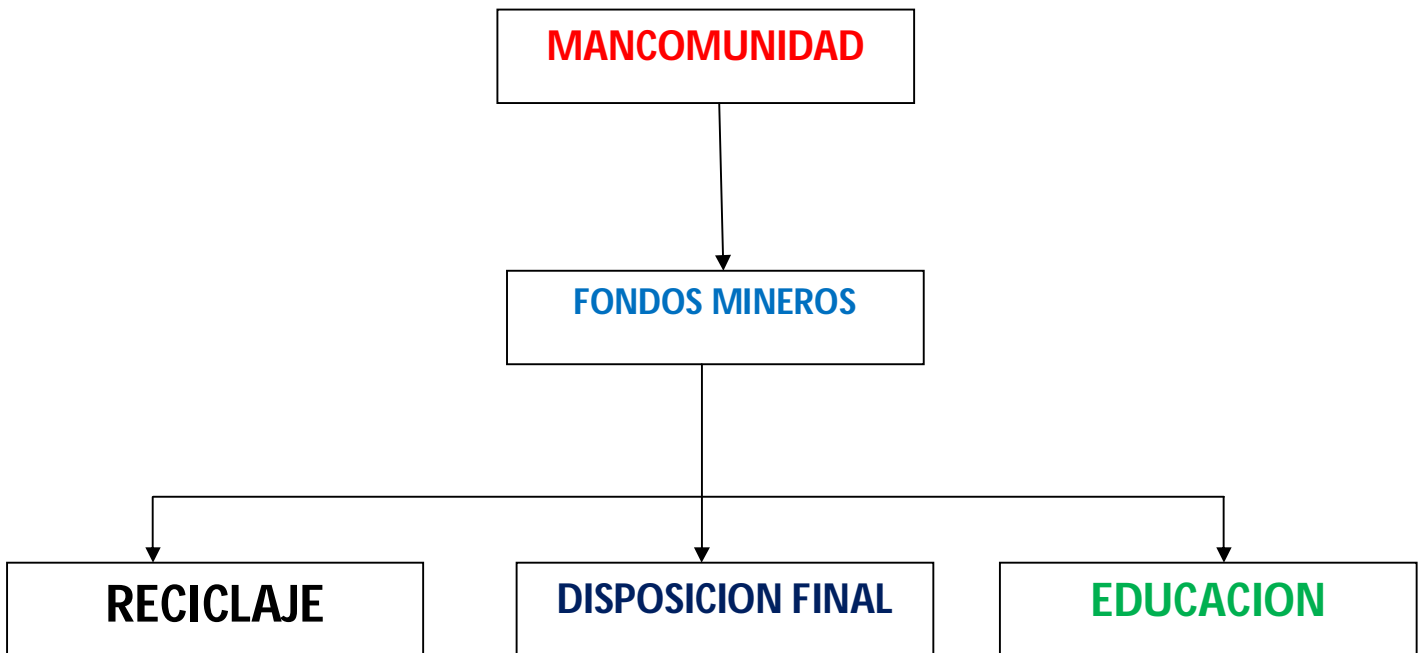 MANCOMUNIDAD
FONDOS MINEROS
RECICLAJE
DISPOSICION FINAL
EDUCACION